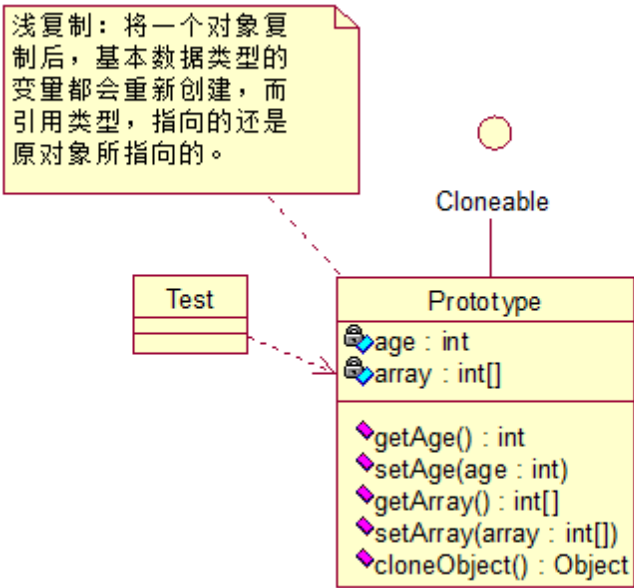 浅复制：将一个对象复
制后，基本数据类型的
变量都会重新创建，而
引用类型，指向的还是
原对象所指向的。
Cloneable
Test
Prototype
age : int
array : int[]
getAge() : int
setAge(age : int)
getArray() : int[]
setArray(array : int[])
cloneObject() : Object